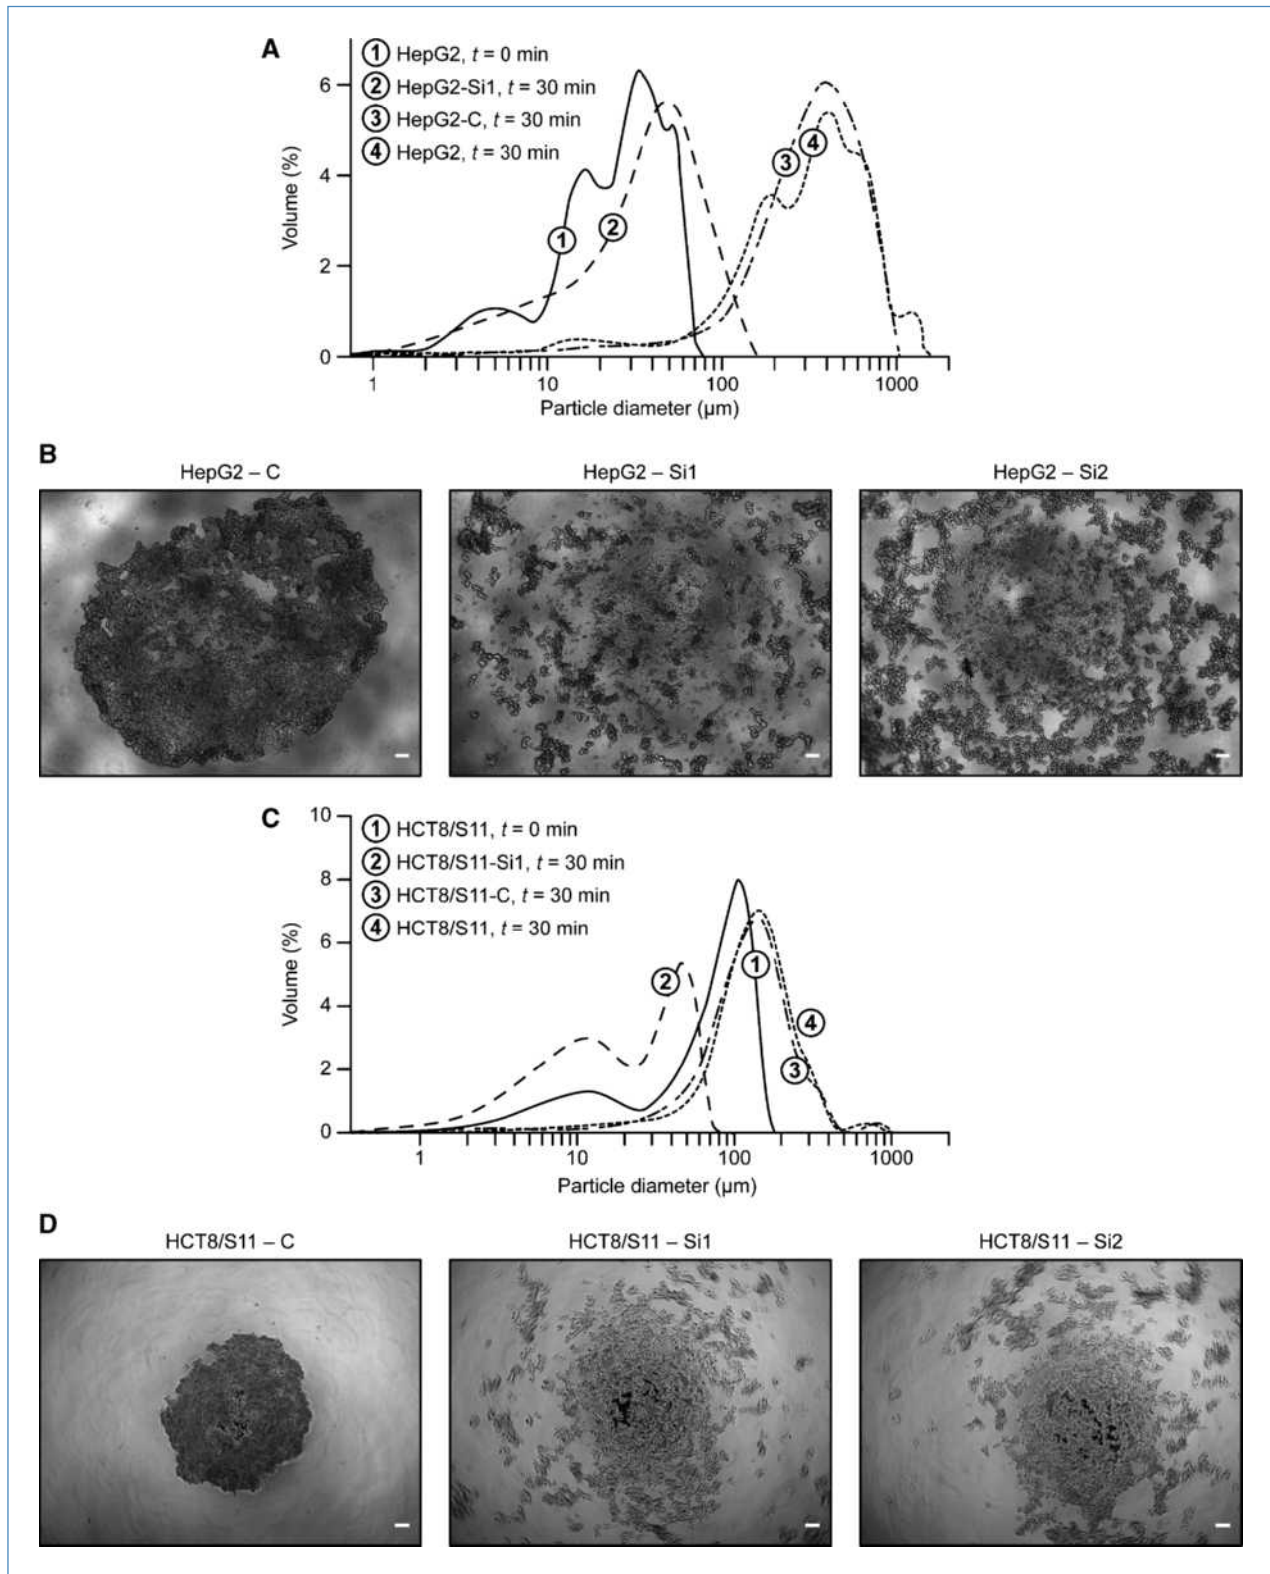 A
① HepG2, t = 0 min
② HepG2-Si1, t = 30 min
③ HepG2-C, t = 30 min
④ HepG2, t = 30 min
Volume (%)
6
4
2
0
① ② ③ ④
1 10 100 1000
Particle diameter (µm)
B
HepG2 – C HepG2 – Si1 HepG2 – Si2
C
① HCT8/S11, t = 0 min
② HCT8/S11-Si1, t = 30 min
③ HCT8/S11-C, t = 30 min
④ HCT8/S11, t = 30 min
Volume (%)
10
8
6
4
2
0
② ① ④ ③
1 10 100 1000
Particle diameter (µm)
D
HCT8/S11 – C HCT8/S11 – Si1 HCT8/S11 – Si2